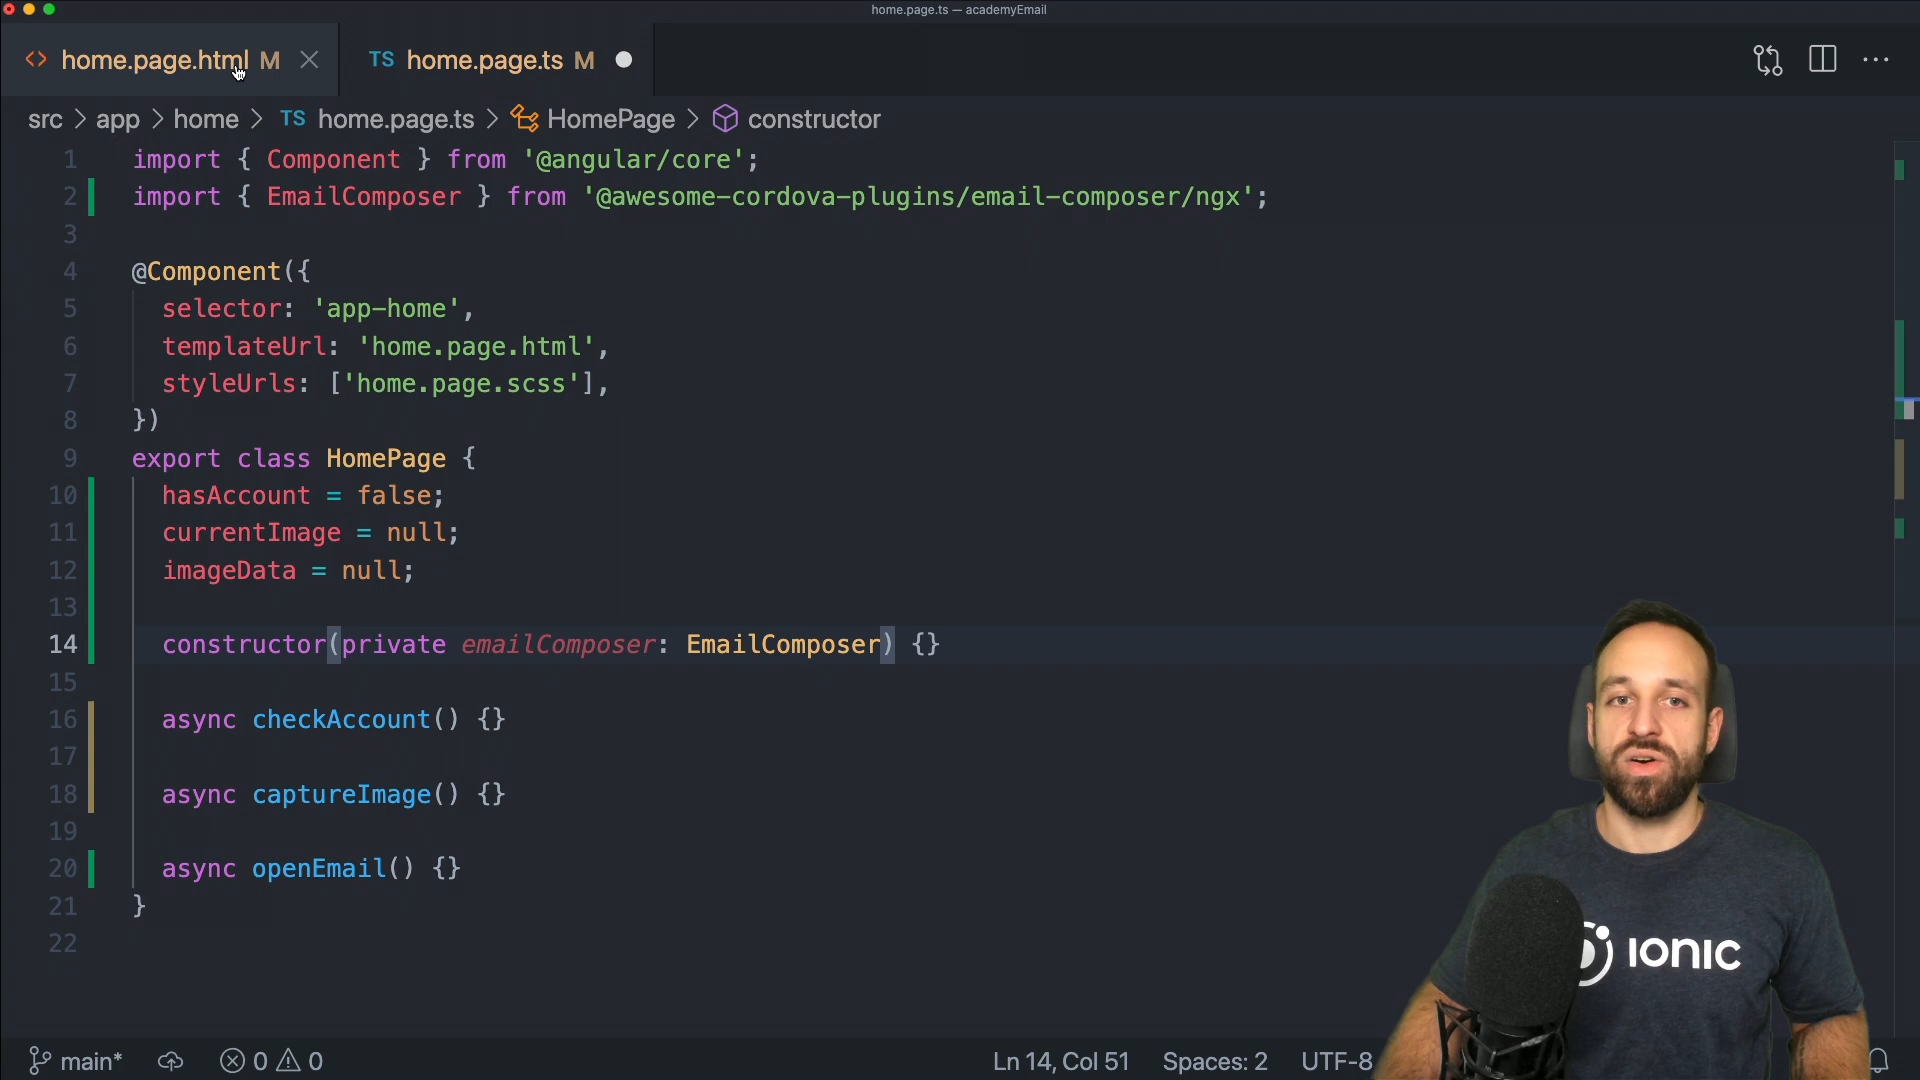 home.page.ts — academyEmail
<> home.page.html M TS home.page.ts M
src > app > home > TS home.page.ts > HomePage > constructor
1 import { Component } from '@angular/core';
2 import { EmailComposer } from '@awesome-cordova-plugins/email-composer/ngx';
3
4 @Component({
5 selector: 'app-home',
6 templateUrl: 'home.page.html',
7 styleUrls: ['home.page.scss'],
8 })
9 export class HomePage {
10 hasAccount = false;
11 currentImage = null;
12 imageData = null;
13
14 constructor(private emailComposer: EmailComposer) {}
15
16 async checkAccount() {}
17
18 async captureImage() {}
19
20 async openEmail() {}
21 }
22
IONIC
main* 0 0 Ln 14, Col 51 Spaces: 2 UTF-8